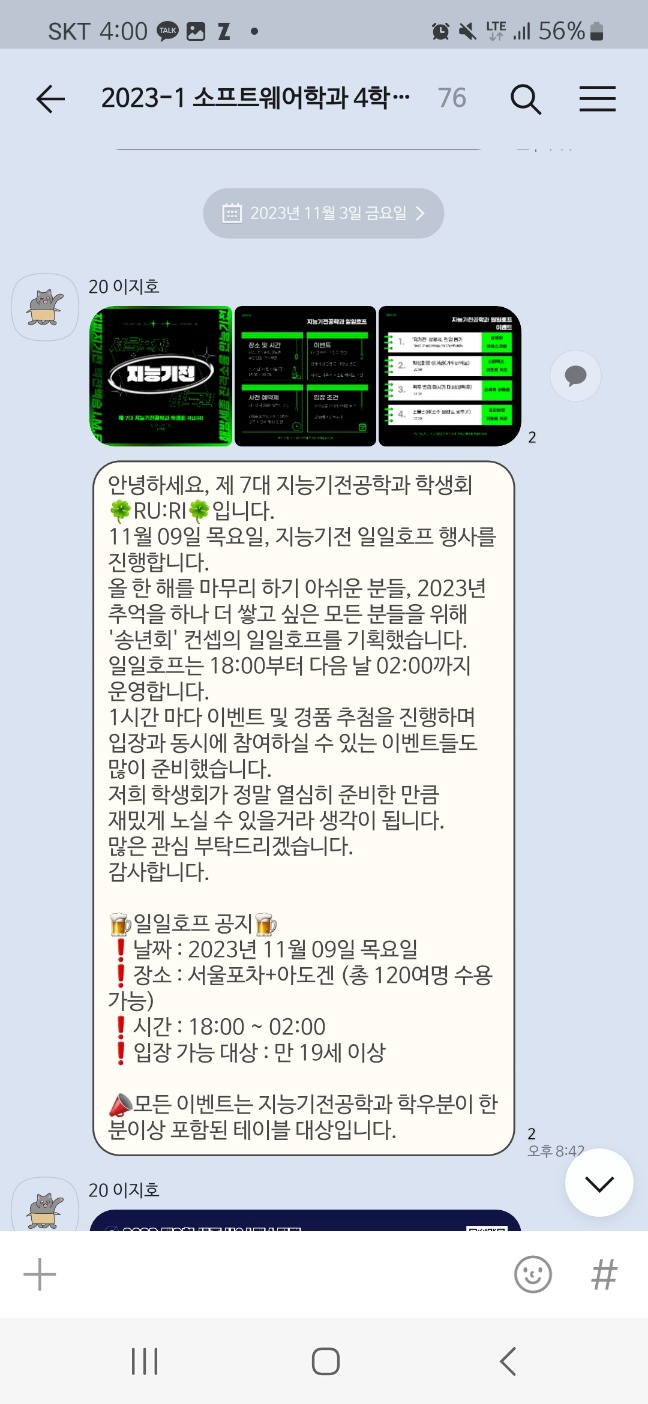 SKT 4:00 TALK Z LTE 56%
2023-1 소프트웨어학과 4학··· 76
2023년 11월 3일 금요일
20 이지호
지능기전
제 7대 지능기전공학과
지능기전공학과 일일호프
장소 및 시간
이벤트
사전 예약제
입장 조건
지능기전공학과 일일호프
이벤트
1.
2.
3.
4.
2
안녕하세요, 제 7대 지능기전공학과 학생회
🍀RU:RI🍀입니다.
11월 09일 목요일, 지능기전 일일호프 행사를
진행합니다.
올 한 해를 마무리 하기 아쉬운 분들, 2023년
추억을 하나 더 쌓고 싶은 모든 분들을 위해
'송년회' 컨셉의 일일호프를 기획했습니다.
일일호프는 18:00부터 다음 날 02:00까지
운영합니다.
1시간 마다 이벤트 및 경품 추첨을 진행하며
입장과 동시에 참여하실 수 있는 이벤트들도
많이 준비했습니다.
저희 학생회가 정말 열심히 준비한 만큼
재밌게 노실 수 있을거라 생각이 됩니다.
많은 관심 부탁드리겠습니다.
감사합니다.
🍺일일호프 공지🍺
❗날짜 : 2023년 11월 09일 목요일
❗장소 : 서울포차+아도겐 (총 120여명 수용
가능)
❗시간 : 18:00 ~ 02:00
❗입장 가능 대상 : 만 19세 이상
📣모든 이벤트는 지능기전공학과 학우분이 한
분이상 포함된 테이블 대상입니다.
2
오후 8:42
20 이지호
#